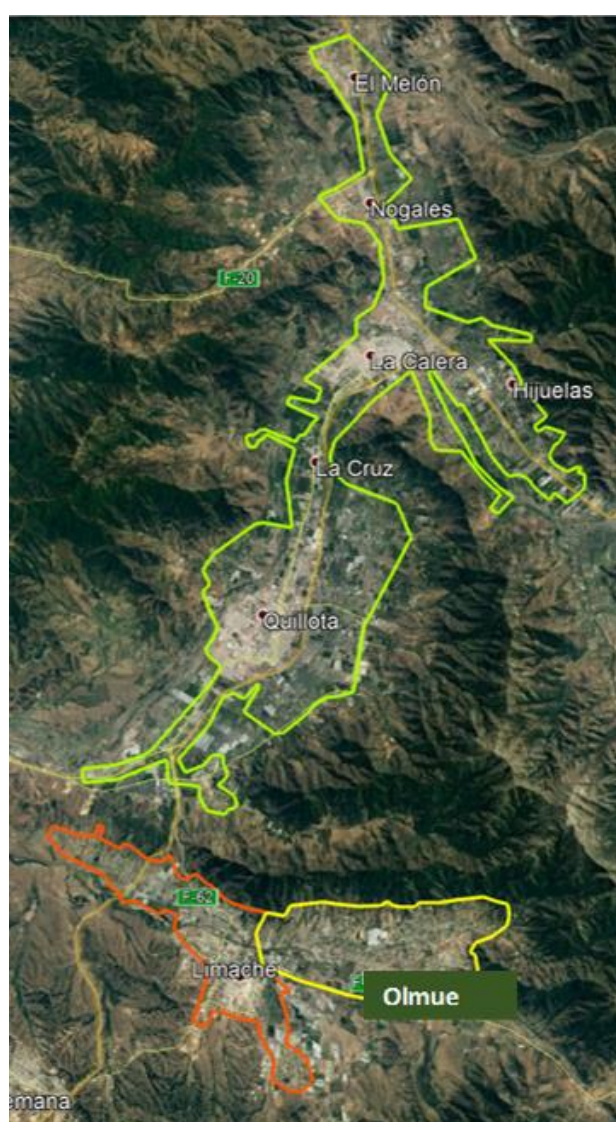 El Melón
Nogales
F-20
La Calera
Hijuelas
La Cruz
Quillota
F-62
Limache
Olmue
emana